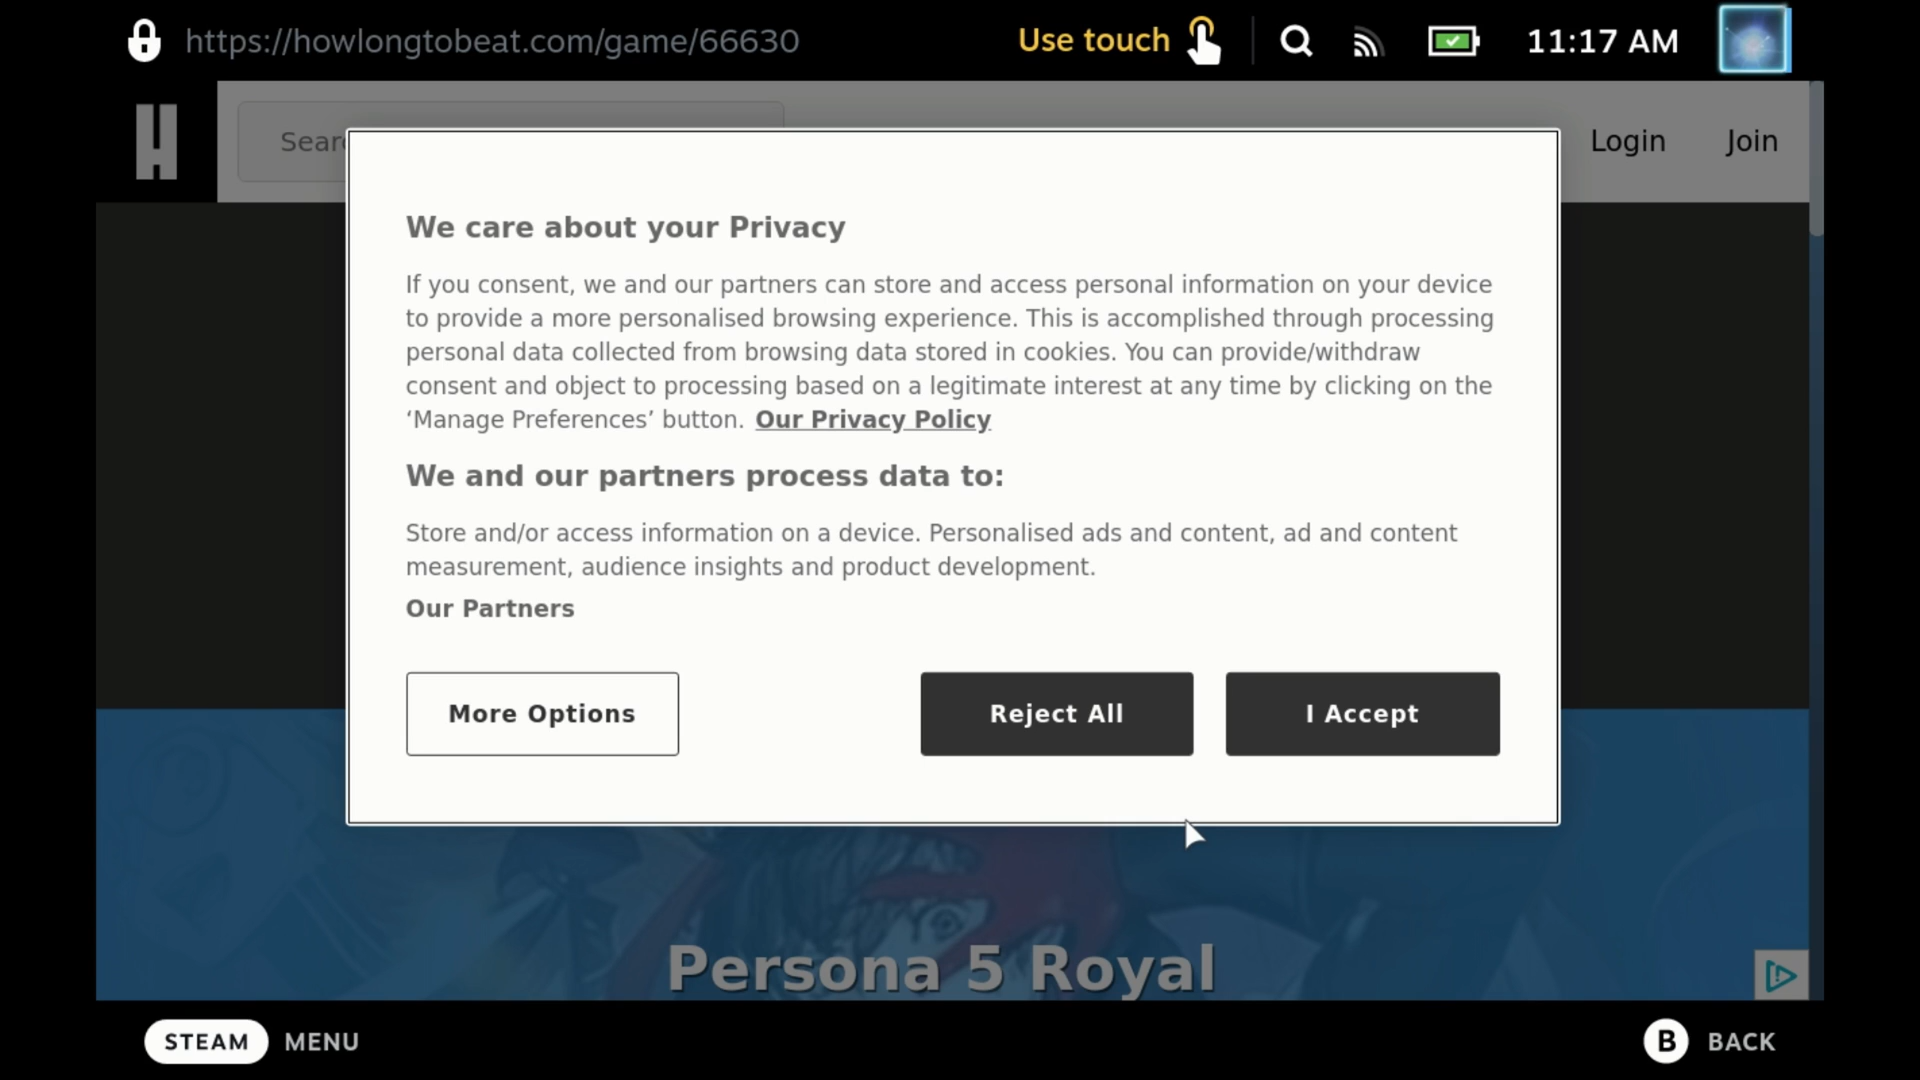 https://howlongtobeat.com/game/66630
Use touch
11:17 AM
Sear
Login
Join
We care about your Privacy
If you consent, we and our partners can store and access personal information on your device
to provide a more personalised browsing experience. This is accomplished through processing
personal data collected from browsing data stored in cookies. You can provide/withdraw
consent and object to processing based on a legitimate interest at any time by clicking on the
‘Manage Preferences’ button. Our Privacy Policy
We and our partners process data to:
Store and/or access information on a device. Personalised ads and content, ad and content
measurement, audience insights and product development.
Our Partners
More Options
Reject All
I Accept
Persona 5 Royal
STEAM MENU
B BACK